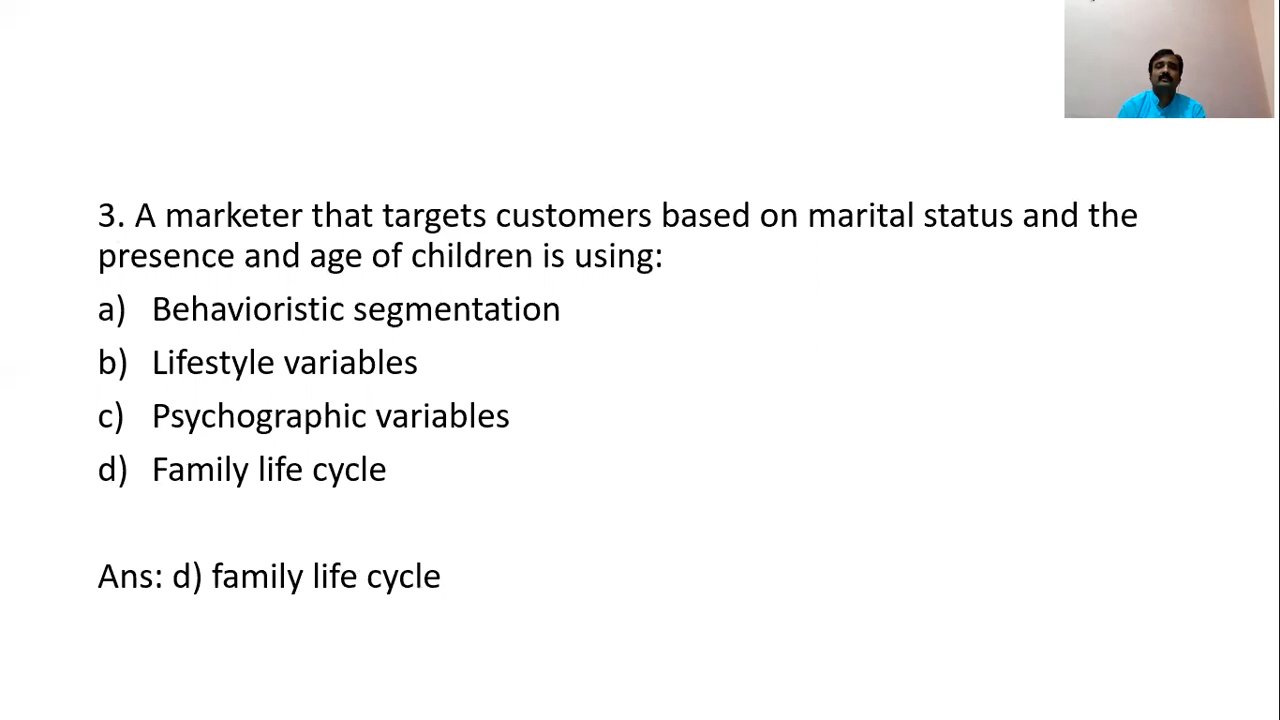 3. A marketer that targets customers based on marital status and the
presence and age of children is using:
a) Behavioristic segmentation
b) Lifestyle variables
c) Psychographic variables
d) Family life cycle
Ans: d) family life cycle